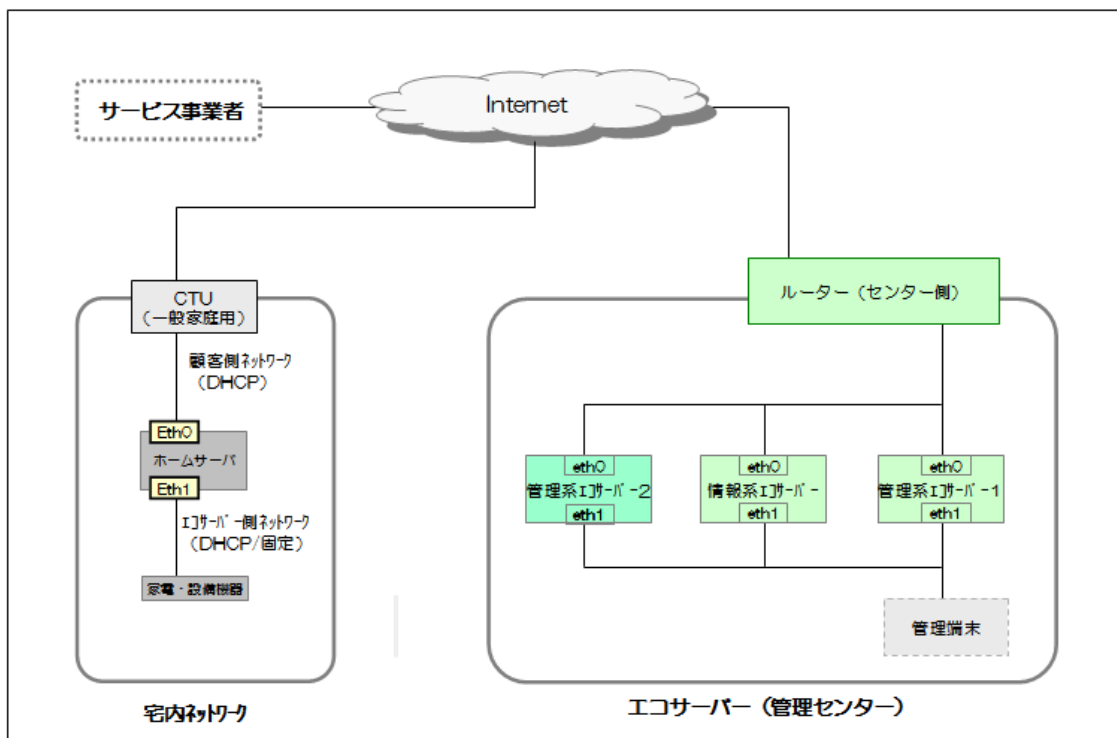 サービス事業者
Internet
CTU
（一般家庭用）
ルーター（センター側）
顧客側ﾈｯﾄﾜｰｸ
（DHCP）
Eth0
ホームサーバ
Eth1
ｴｺｻｰﾊﾞｰ側ﾈｯﾄﾜｰｸ
（DHCP/固定）
家電・設備機器
eth0
管理系ｴｺｻｰﾊﾞｰ2
eth1
eth0
情報系ｴｺｻｰﾊﾞｰ
eth1
eth0
管理系ｴｺｻｰﾊﾞｰ1
eth1
管理端末
宅内ﾈｯﾄﾜｰｸ
エコサーバー（管理センター）